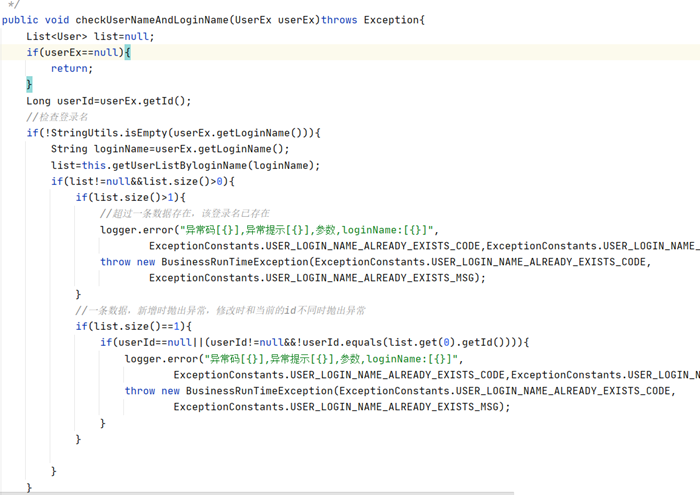 */
public void checkUserNameAndLoginName(UserEx userEx)throws Exception{
List<User> list=null;
if(userEx==null){
return;
}
Long userId=userEx.getId();
//检查登录名
if(!StringUtils.isEmpty(userEx.getLoginName())){
String loginName=userEx.getLoginName();
list=this.getUserListByloginName(loginName);
if(list!=null&&list.size()>0){
if(list.size()>1){
//超过一条数据存在，该登录名已存在
logger.error("异常码[{}],异常提示[{}],参数,loginName:[{}]",
ExceptionConstants.USER_LOGIN_NAME_ALREADY_EXISTS_CODE,ExceptionConstants.USER_LOGIN_NAME_
throw new BusinessRunTimeException(ExceptionConstants.USER_LOGIN_NAME_ALREADY_EXISTS_CODE,
ExceptionConstants.USER_LOGIN_NAME_ALREADY_EXISTS_MSG);
}
//一条数据，新增时抛出异常，修改时和当前的id不同时抛出异常
if(list.size()==1){
if(userId==null||(userId!=null&&!userId.equals(list.get(0).getId()))){
logger.error("异常码[{}],异常提示[{}],参数,loginName:[{}]",
ExceptionConstants.USER_LOGIN_NAME_ALREADY_EXISTS_CODE,ExceptionConstants.USER_LOGIN_N
throw new BusinessRunTimeException(ExceptionConstants.USER_LOGIN_NAME_ALREADY_EXISTS_CODE,
ExceptionConstants.USER_LOGIN_NAME_ALREADY_EXISTS_MSG);
}
}
}
}